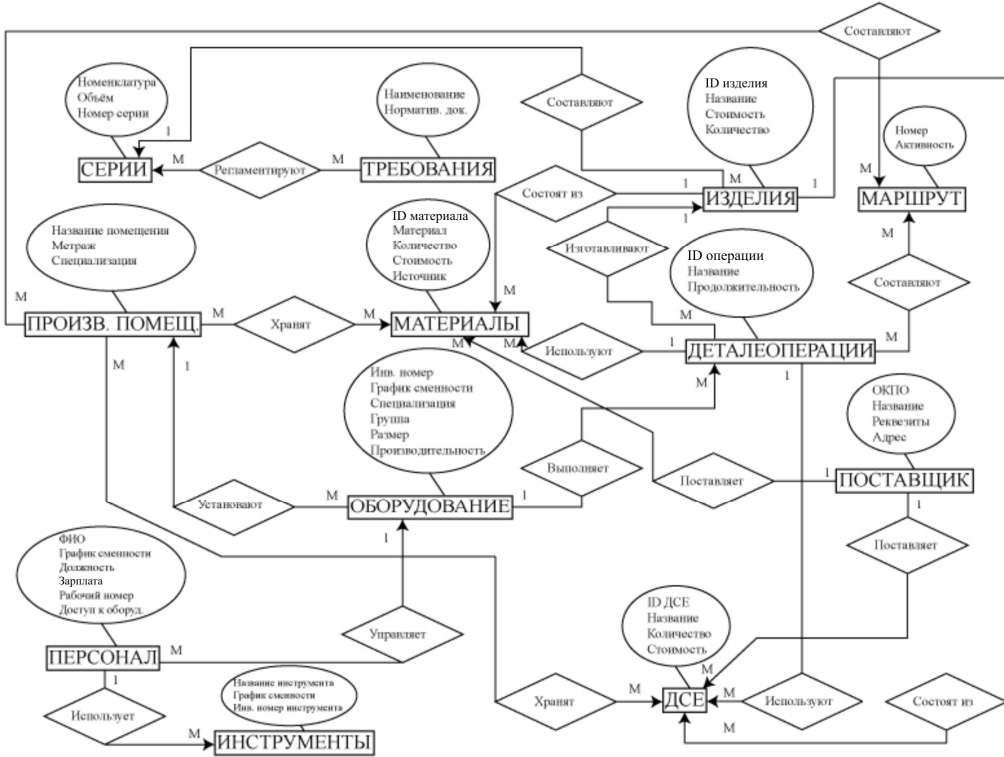 Составляют
Номенклатура
Объём
Номер серии
1
СЕРИИ
М
Регламентируют
М
Наименование
Норматив. док.
ТРЕБОВАНИЯ
Составляют
ID изделия
Название
Стоимость
Количество
М
1
ИЗДЕЛИЯ
1
1
Номер
Активность
М
МАРШРУТ
М
Состоят из
М
Название помещения
Метраж
Специализация
М
ПРОИЗВ. ПОМЕЩ.
М
Хранят
М
ID материала
Материал
Количество
Стоимость
Источник
МАТЕРИАЛЫ
М
М
Изготавливают
М
ID операции
Название
Продолжительность
Используют
1
ДЕТАЛЕОПЕРАЦИИ
М
Составляют
М
1
М
1
М
Инв. номер
График сменности
Специализация
Группа
Размер
Производительность
Установают
М
ОБОРУДОВАНИЕ
1
Выполняет
Поставляет
1
ОКПО
Название
Реквезиты
Адрес
ПОСТАВЩИК
1
Поставляет
1
ФИО
График сменности
Должность
Зарплата
Рабочий номер
Доступ к оборуд.
ПЕРСОНАЛ
М
Управляет
1
Использует
М
Название инструмента
График сменности
Инв. номер инструмента
ИНСТРУМЕНТЫ
ID ДСЕ
Название
Количество
Стоимость
М
Хранят
М
ДСЕ
М
Используют
М
Состоят из